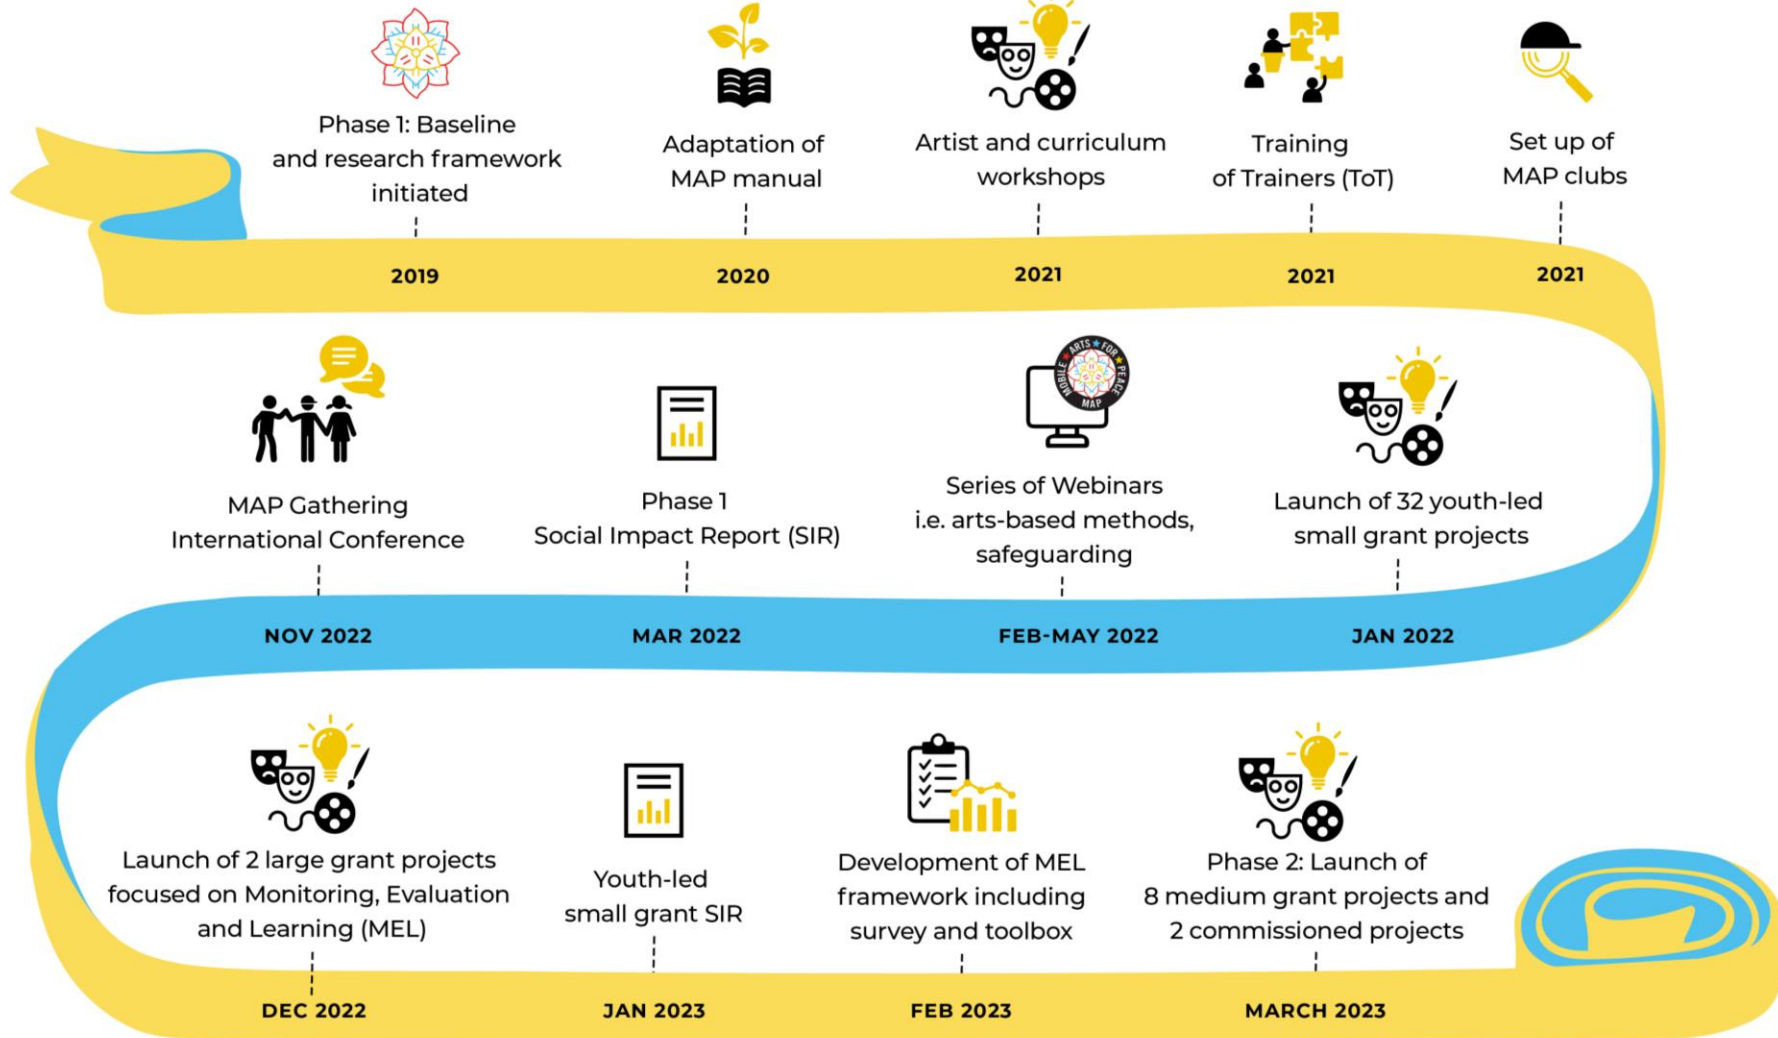 Phase 1: Baseline
and research framework
initiated
2019
Adaptation of
MAP manual
2020
Artist and curriculum
workshops
2021
Training
of Trainers (ToT)
2021
Set up of
MAP clubs
2021
MOBILE ARTS FOR PEACE
MAP
Launch of 32 youth-led
small grant projects
JAN 2022
Series of Webinars
i.e. arts-based methods,
safeguarding
FEB-MAY 2022
Phase 1
Social Impact Report (SIR)
MAR 2022
MAP Gathering
International Conference
NOV 2022
Launch of 2 large grant projects
focused on Monitoring, Evaluation
and Learning (MEL)
DEC 2022
Youth-led
small grant SIR
JAN 2023
Development of MEL
framework including
survey and toolbox
FEB 2023
Phase 2: Launch of
8 medium grant projects and
2 commissioned projects
MARCH 2023